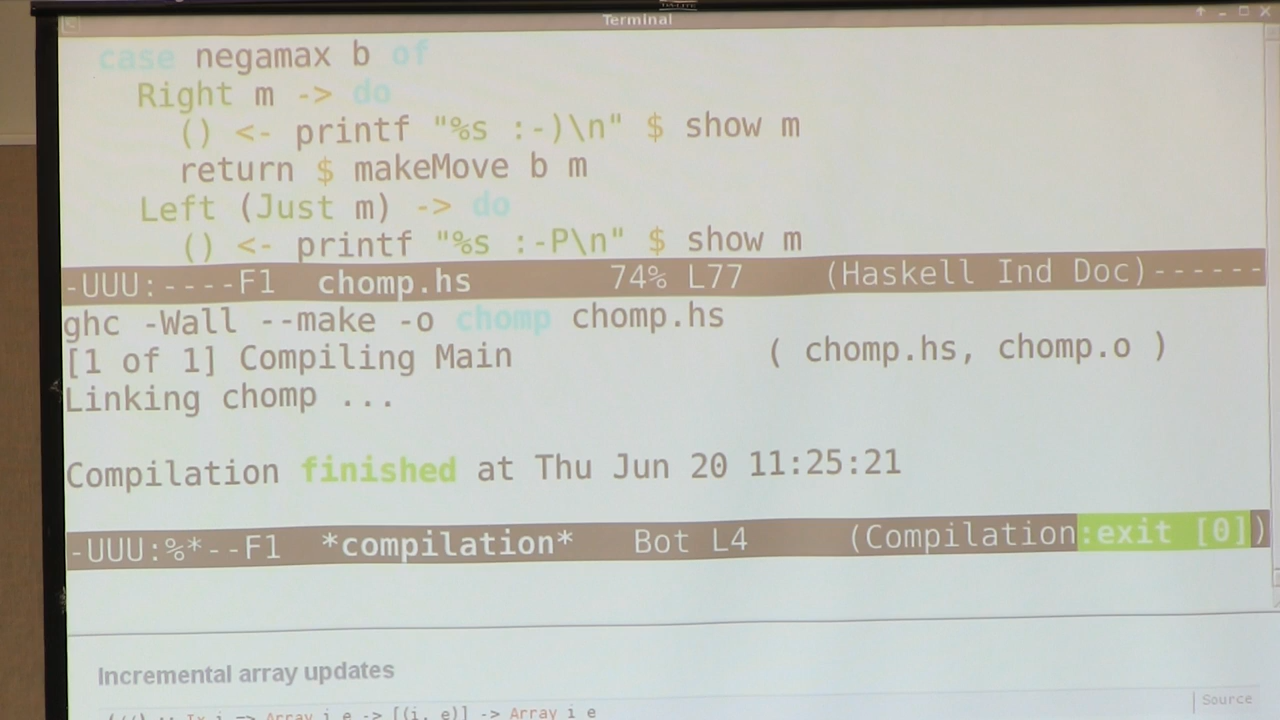 Terminal
case negamax b of
Right m -> do
() <- printf "%s :-)\n" $ show m
return $ makeMove b m
Left (Just m) -> do
() <- printf "%s :-P\n" $ show m
-UUU:----F1 chomp.hs 74% L77 (Haskell Ind Doc)------
ghc -Wall --make -o chomp chomp.hs
[1 of 1] Compiling Main ( chomp.hs, chomp.o )
Linking chomp ...
Compilation finished at Thu Jun 20 11:25:21
-UUU:%*--F1 *compilation* Bot L4 (Compilation:exit [0])
Incremental array updates
(//) :: Ix i => Array i e -> [(i, e)] -> Array i e
Source